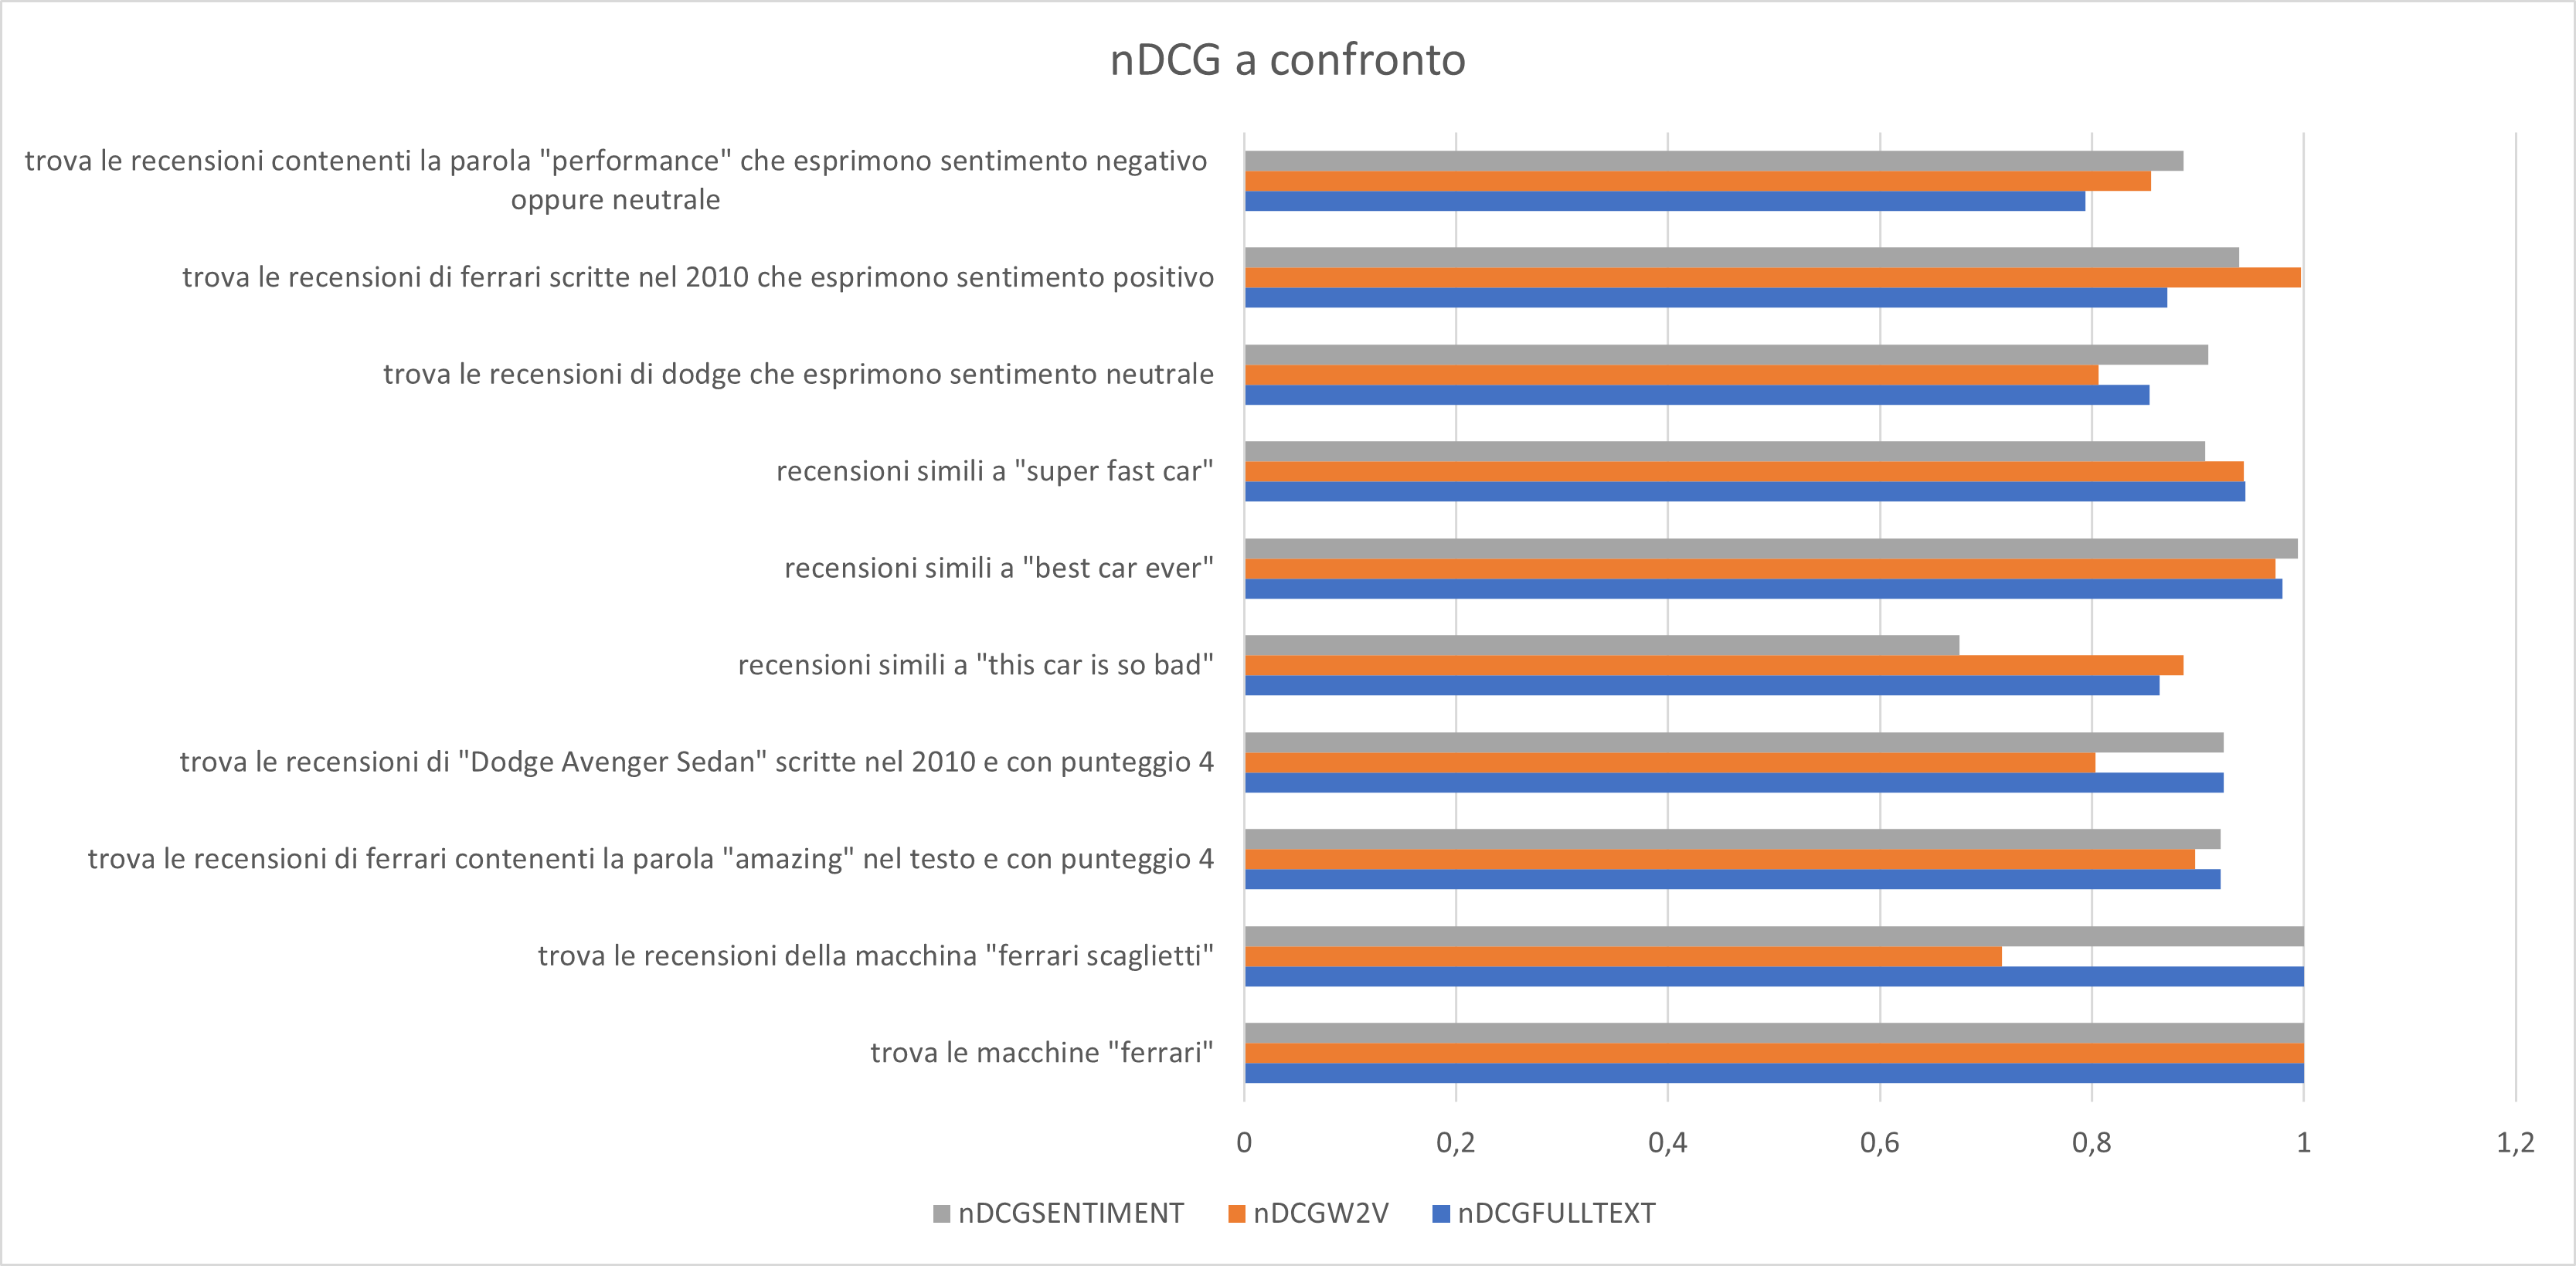 nDCG a confronto
trova le recensioni contenenti la parola "performance" che esprimono sentimento negativo
oppure neutrale
trova le recensioni di ferrari scritte nel 2010 che esprimono sentimento positivo
trova le recensioni di dodge che esprimono sentimento neutrale
recensioni simili a "super fast car"
recensioni simili a "best car ever"
recensioni simili a "this car is so bad"
trova le recensioni di "Dodge Avenger Sedan" scritte nel 2010 e con punteggio 4
trova le recensioni di ferrari contenenti la parola "amazing" nel testo e con punteggio 4
trova le recensioni della macchina "ferrari scaglietti"
trova le macchine "ferrari"
0 0,2 0,4 0,6 0,8 1 1,2
nDCGSENTIMENT nDCGW2V nDCGFULLTEXT